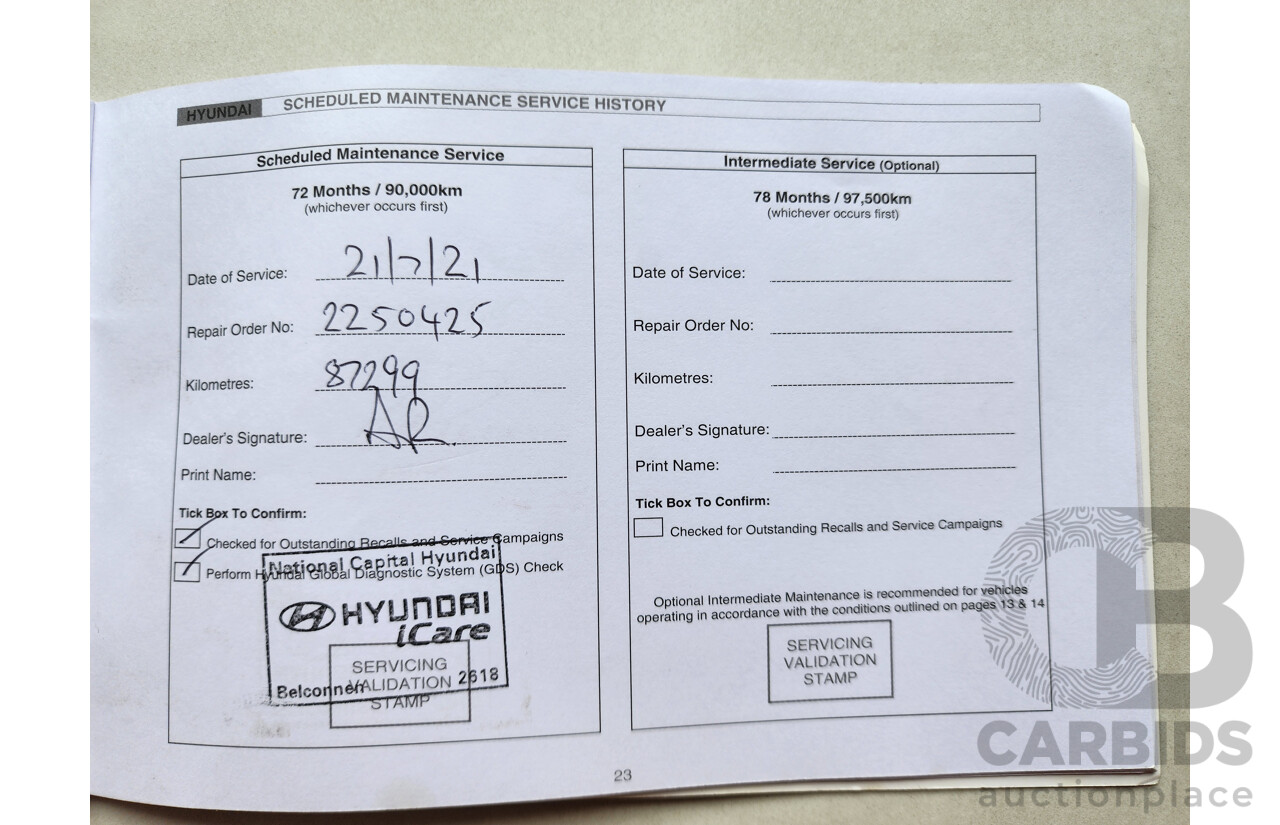 HYUNDAI SCHEDULED MAINTENANCE SERVICE HISTORY
Scheduled Maintenance Service
72 Months / 90,000km
(whichever occurs first)
Date of Service: 21/7/21
Repair Order No: 2250425
Kilometres: 87299
Dealer's Signature: AR
Print Name:
Tick Box To Confirm:
Checked for Outstanding Recalls and Service Campaigns
Perform Hyundai Global Diagnostic System (GDS) Check
National Capital Hyundai
HYUNDAI
iCare
Belconnen 2618
SERVICING
VALIDATION
STAMP
Intermediate Service (Optional)
78 Months / 97,500km
(whichever occurs first)
Date of Service:
Repair Order No:
Kilometres:
Dealer's Signature:
Print Name:
Tick Box To Confirm:
Checked for Outstanding Recalls and Service Campaigns
Optional Intermediate Maintenance is recommended for vehicles
operating in accordance with the conditions outlined on pages 13 & 14
SERVICING
VALIDATION
STAMP
23
CB
CARBIDS
auctionplace